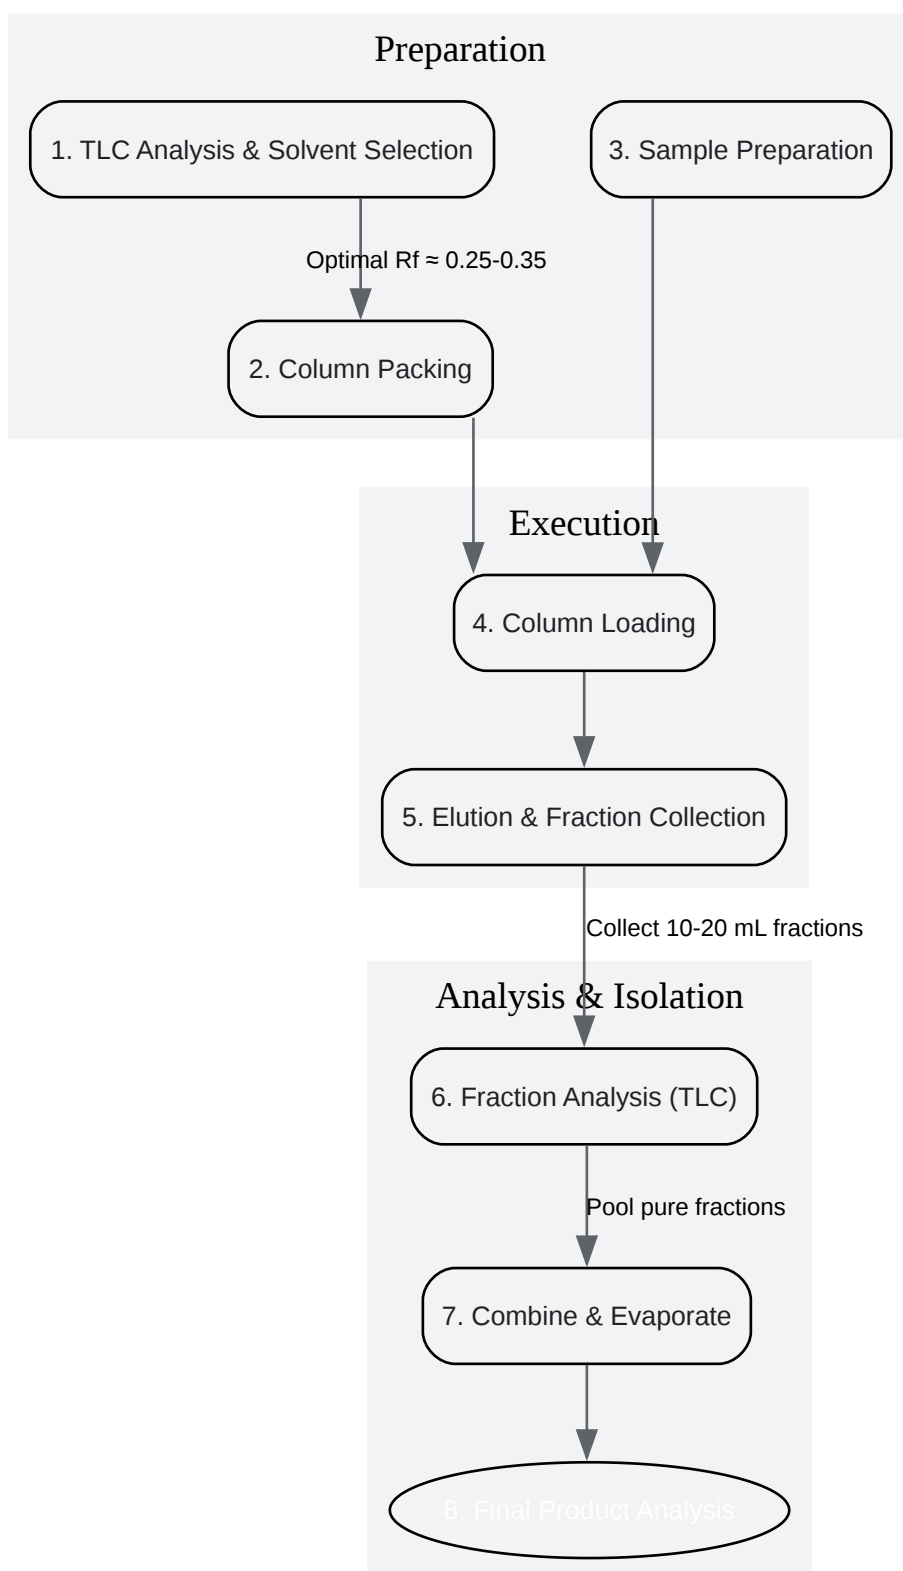 Preparation
1. TLC Analysis & Solvent Selection
3. Sample Preparation
Optimal Rf ≈ 0.25-0.35
2. Column Packing
Execution
4. Column Loading
5. Elution & Fraction Collection
Collect 10-20 mL fractions
Analysis & Isolation
6. Fraction Analysis (TLC)
Pool pure fractions
7. Combine & Evaporate
8. Final Product Analysis